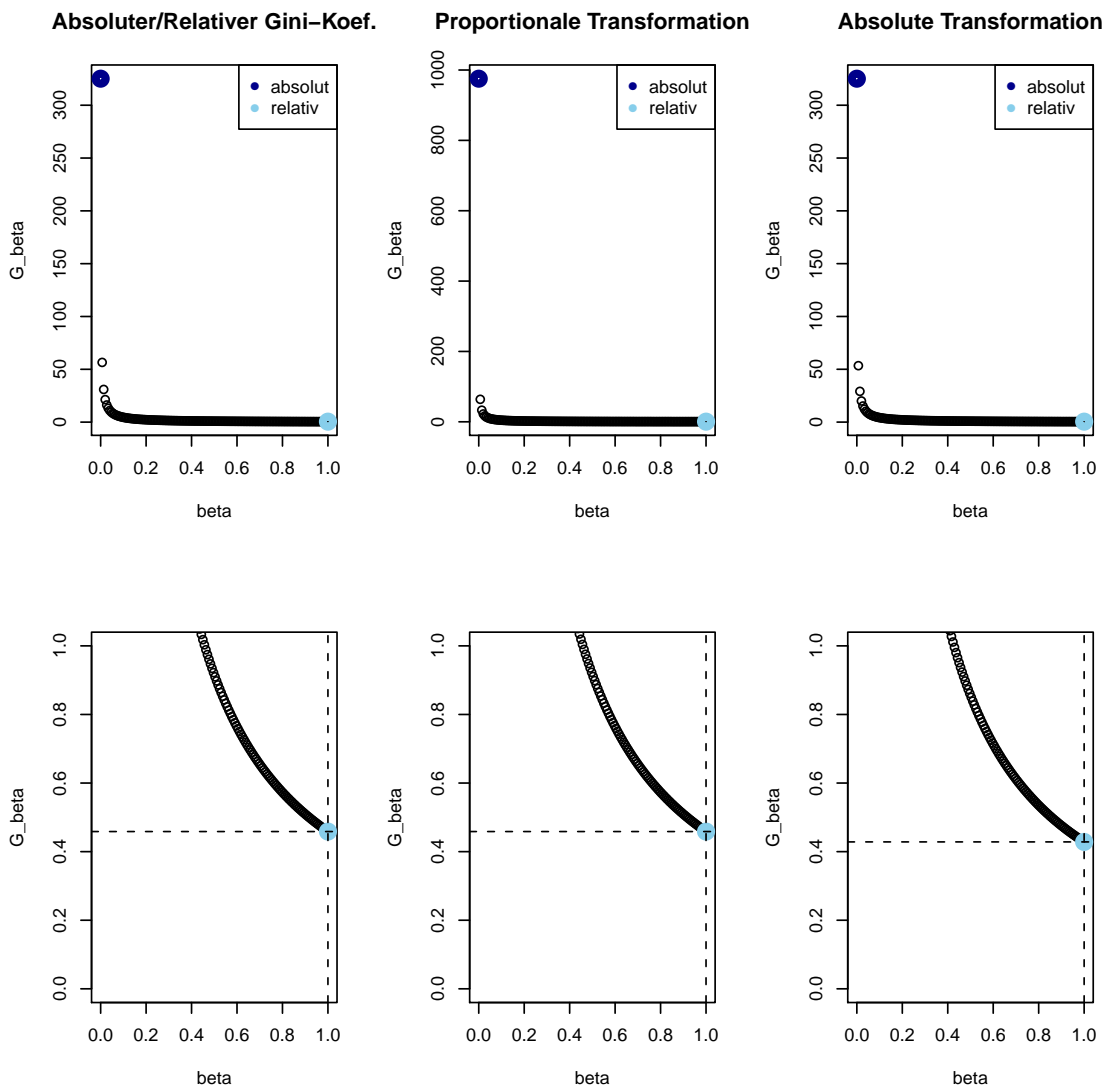 Absoluter/Relativer Gini−Koef.
Proportionale Transformation
Absolute Transformation
G_beta
0
50
100
150
200
250
300
absolut
relativ
0.0 0.2 0.4 0.6 0.8 1.0
beta
G_beta
0
200
400
600
800
1000
absolut
relativ
0.0 0.2 0.4 0.6 0.8 1.0
beta
G_beta
0
50
100
150
200
250
300
absolut
relativ
0.0 0.2 0.4 0.6 0.8 1.0
beta
G_beta
0.0
0.2
0.4
0.6
0.8
1.0
0.0 0.2 0.4 0.6 0.8 1.0
beta
G_beta
0.0
0.2
0.4
0.6
0.8
1.0
0.0 0.2 0.4 0.6 0.8 1.0
beta
G_beta
0.0
0.2
0.4
0.6
0.8
1.0
0.0 0.2 0.4 0.6 0.8 1.0
beta